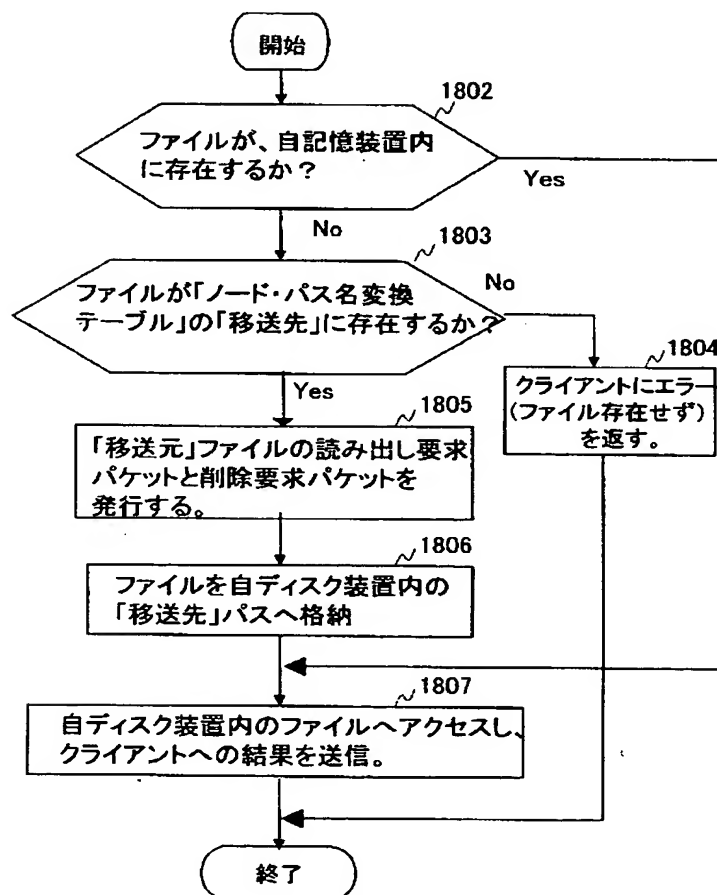 開始
1802
ファイルが、自記憶装置内
に存在するか？
Yes
No
1803
ファイルが「ノード・パス名変換
テーブル」の「移送先」に存在するか？
No
Yes
1804
クライアントにエラー
(ファイル存在せず)
を返す。
1805
「移送元」ファイルの読み出し要求
パケットと削除要求パケットを
発行する。
1806
ファイルを自ディスク装置内の
「移送先」パスへ格納
1807
自ディスク装置内のファイルへアクセスし、
クライアントへの結果を送信。
終了